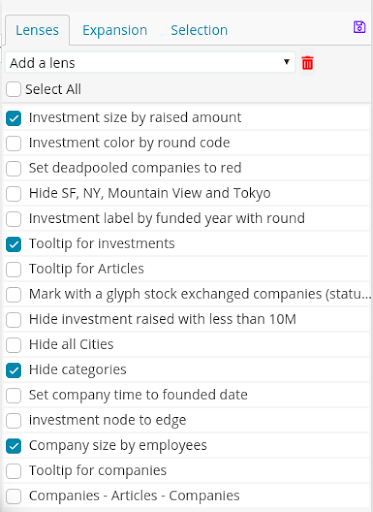 Lenses Expansion Selection
Add a lens
Select All
Investment size by raised amount
Investment color by round code
Set deadpooled companies to red
Hide SF, NY, Mountain View and Tokyo
Investment label by funded year with round
Tooltip for investments
Tooltip for Articles
Mark with a glyph stock exchanged companies (statu...
Hide investment raised with less than 10M
Hide all Cities
Hide categories
Set company time to founded date
investment node to edge
Company size by employees
Tooltip for companies
Companies - Articles - Companies